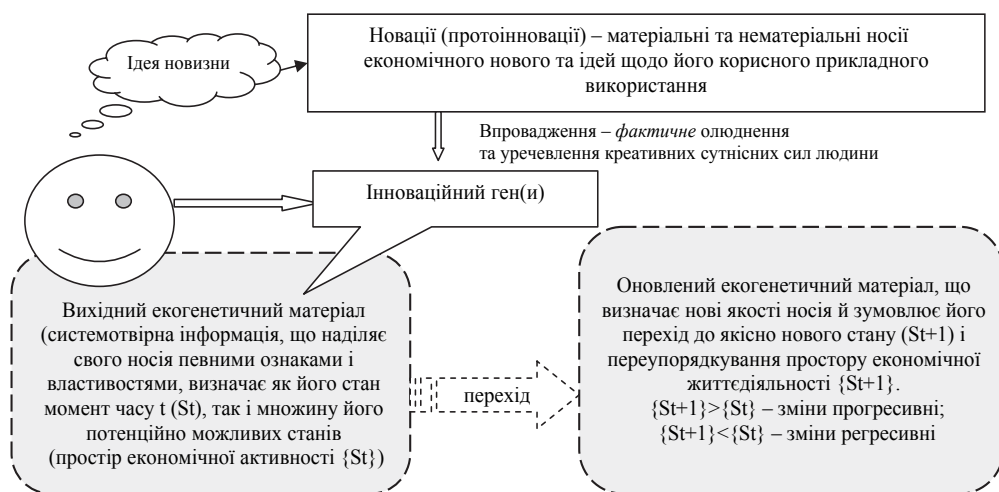 Ідея новизни
Новації (протоінновації) – матеріальні та нематеріальні носії
економічного нового та ідей щодо його корисного прикладного
використання
Впровадження – фактичне олюднення
та уречевлення креативних сутнісних сил людини
Інноваційний ген(и)
Вихідний екогенетичний матеріал
(системотвірна інформація, що наділяє
свого носія певними ознаками і
властивостями, визначає як його стан
момент часу t (St), так і множину його
потенційно можливих станів
(простір економічної активності {St})
перехід
Оновлений екогенетичний матеріал, що
визначає нові якості носія й зумовлює його
перехід до якісно нового стану (St+1) і
переупорядкування простору економічної
життєдіяльності {St+1}.
{St+1}>{St} – зміни прогресивні;
{St+1}<{St} – зміни регресивні